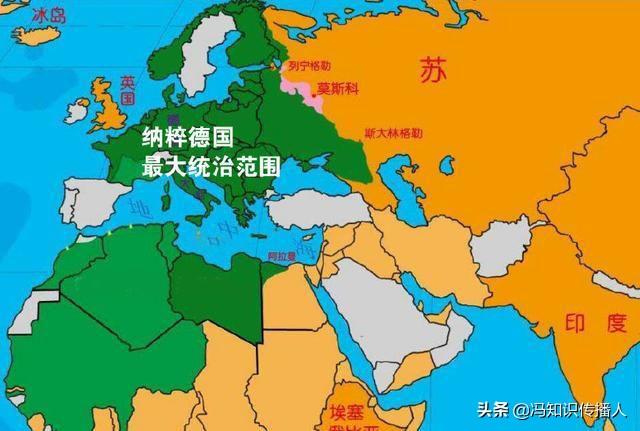 冰岛
英国
列宁格勒
莫斯科
苏
德
纳粹德国
最大统治范围
斯大林格勒
地中海
阿拉曼
印度
埃塞
头条 @冯知识传播人